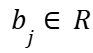 b_j ∈ R